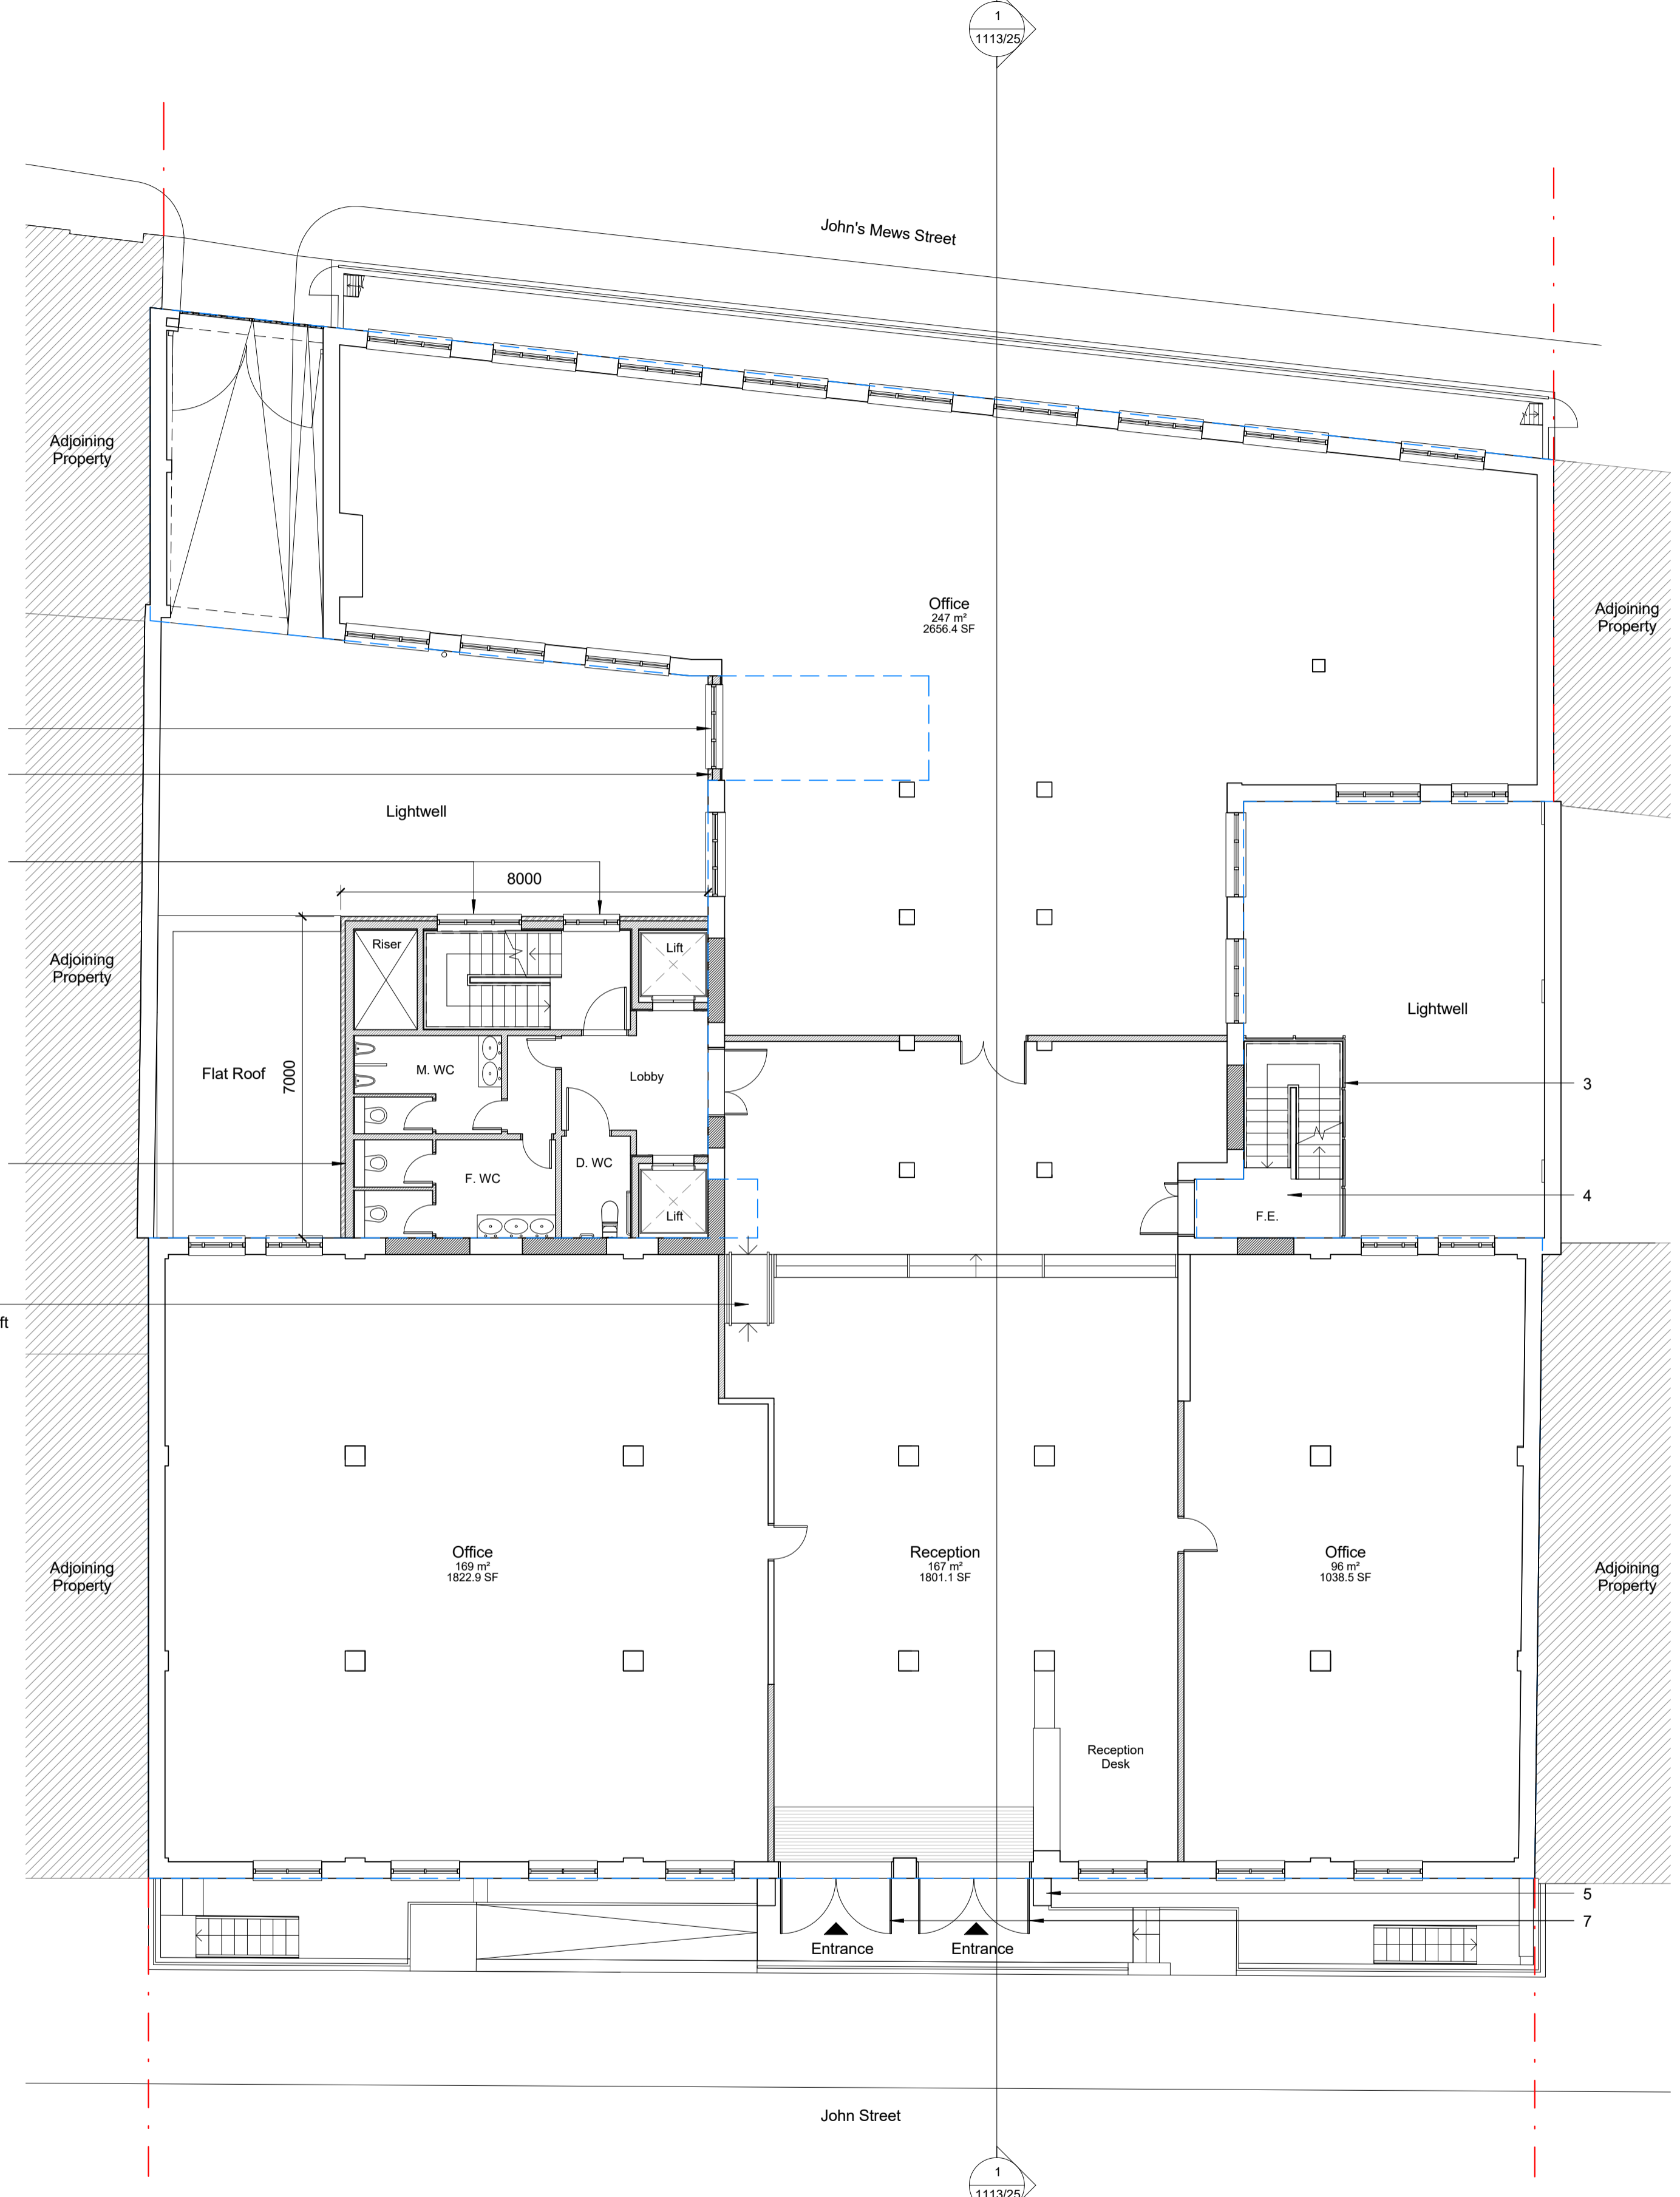 1
1113/25
John's Mews Street
Adjoining
Property
Office
247 m²
2656.4 SF
Adjoining
Property
Lightwell
8000
Riser
Lift
Adjoining
Property
Lightwell
Flat Roof
7000
M. WC
Lobby
3
F. WC
D. WC
4
Lift
F.E.
ft
Office
169 m²
1822.9 SF
Reception
167 m²
1801.1 SF
Office
96 m²
1038.5 SF
Adjoining
Property
Adjoining
Property
Reception
Desk
5
7
Entrance
Entrance
John Street
1
1113/25